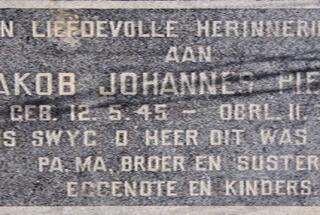 N LIEFDEVOLLE HERINNERI
AAN
AKOB JOHANNES PIE
GEB. 12.5.45 – OORL. 11.
S SWYG O HEER DIT WAS
PA, MA, BROER EN SUSTER
EGGENOTE EN KINDERS.